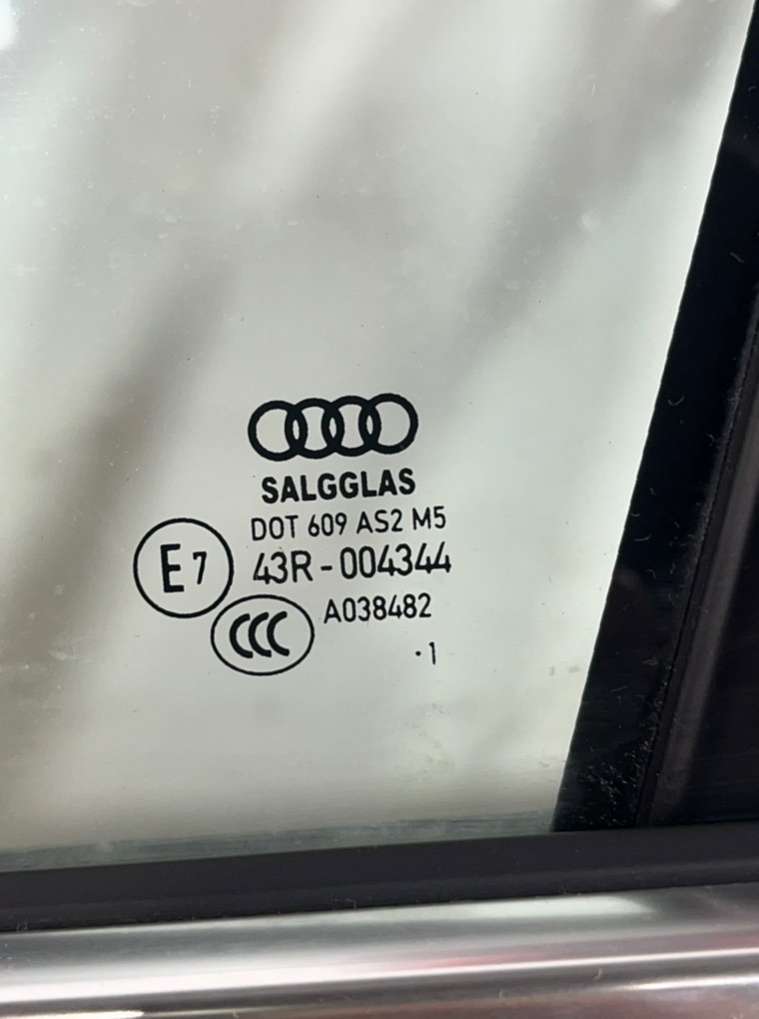 SALGGLAS
DOT 609 AS2 M5
E7
43R-004344
CCC
A038482
·1